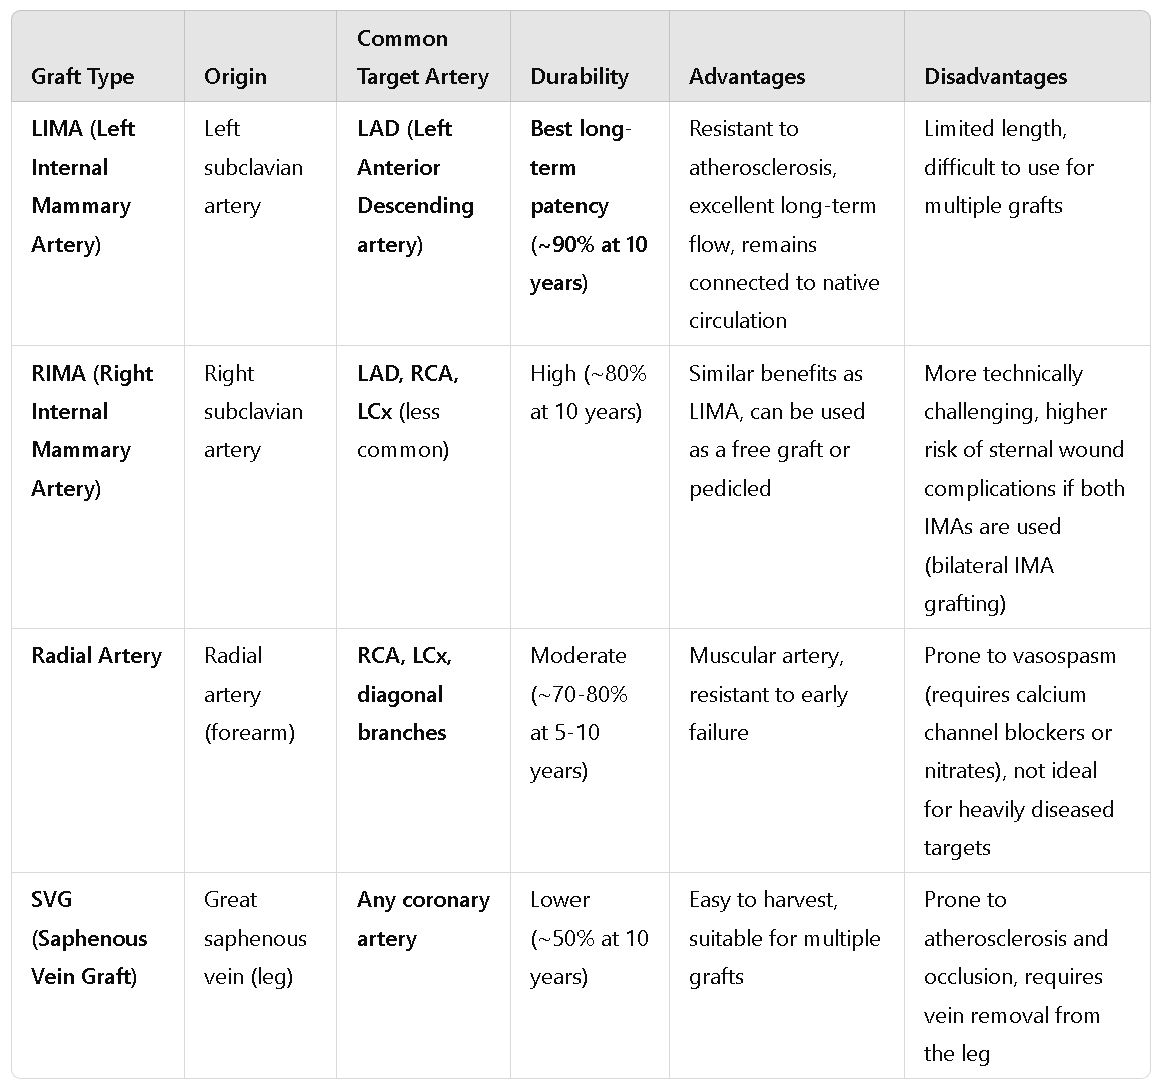 Graft Type
Origin
Common
Target Artery
Durability
Advantages
Disadvantages
LIMA (Left
Internal
Mammary
Artery)
Left
subclavian
artery
LAD (Left
Anterior
Descending
artery)
Best long-
term
patency
(~90% at 10
years)
Resistant to
atherosclerosis,
excellent long-term
flow, remains
connected to native
circulation
Limited length,
difficult to use for
multiple grafts
RIMA (Right
Internal
Mammary
Artery)
Right
subclavian
artery
LAD, RCA,
LCx (less
common)
High (~80%
at 10 years)
Similar benefits as
LIMA, can be used
as a free graft or
pedicled
More technically
challenging, higher
risk of sternal wound
complications if both
IMAs are used
(bilateral IMA
grafting)
Radial Artery
Radial
artery
(forearm)
RCA, LCx,
diagonal
branches
Moderate
(~70-80%
at 5-10
years)
Muscular artery,
resistant to early
failure
Prone to vasospasm
(requires calcium
channel blockers or
nitrates), not ideal
for heavily diseased
targets
SVG
(Saphenous
Vein Graft)
Great
saphenous
vein (leg)
Any coronary
artery
Lower
(~50% at 10
years)
Easy to harvest,
suitable for multiple
grafts
Prone to
atherosclerosis and
occlusion, requires
vein removal from
the leg